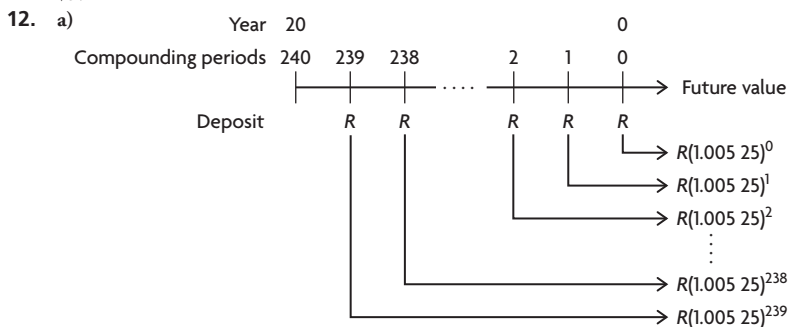 12. a) Year 20 0
Compounding periods 240 239 238 2 1 0
.... Future value
Deposit R R R R R
R(1.005 25)⁰
R(1.005 25)¹
R(1.005 25)²
⋮
R(1.005 25)²³⁸
R(1.005 25)²³⁹